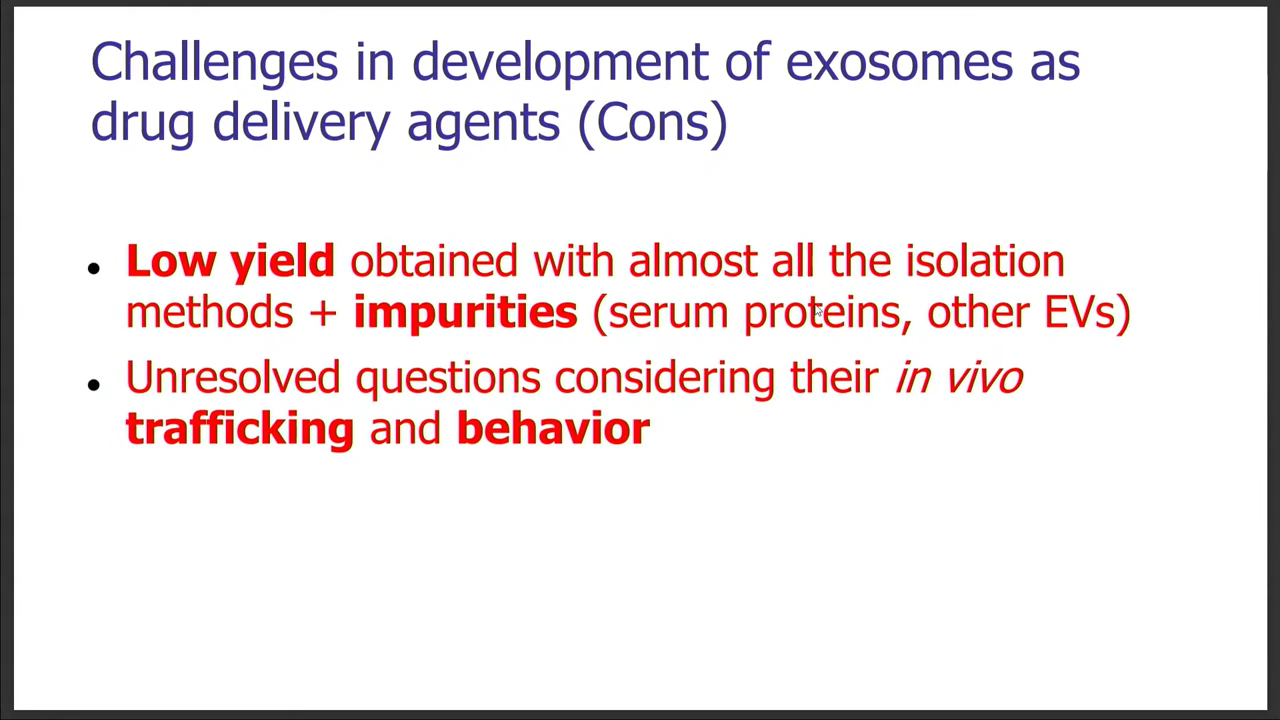 Challenges in development of exosomes as
drug delivery agents (Cons)
• Low yield obtained with almost all the isolation
methods + impurities (serum proteins, other EVs)
• Unresolved questions considering their in vivo
trafficking and behavior